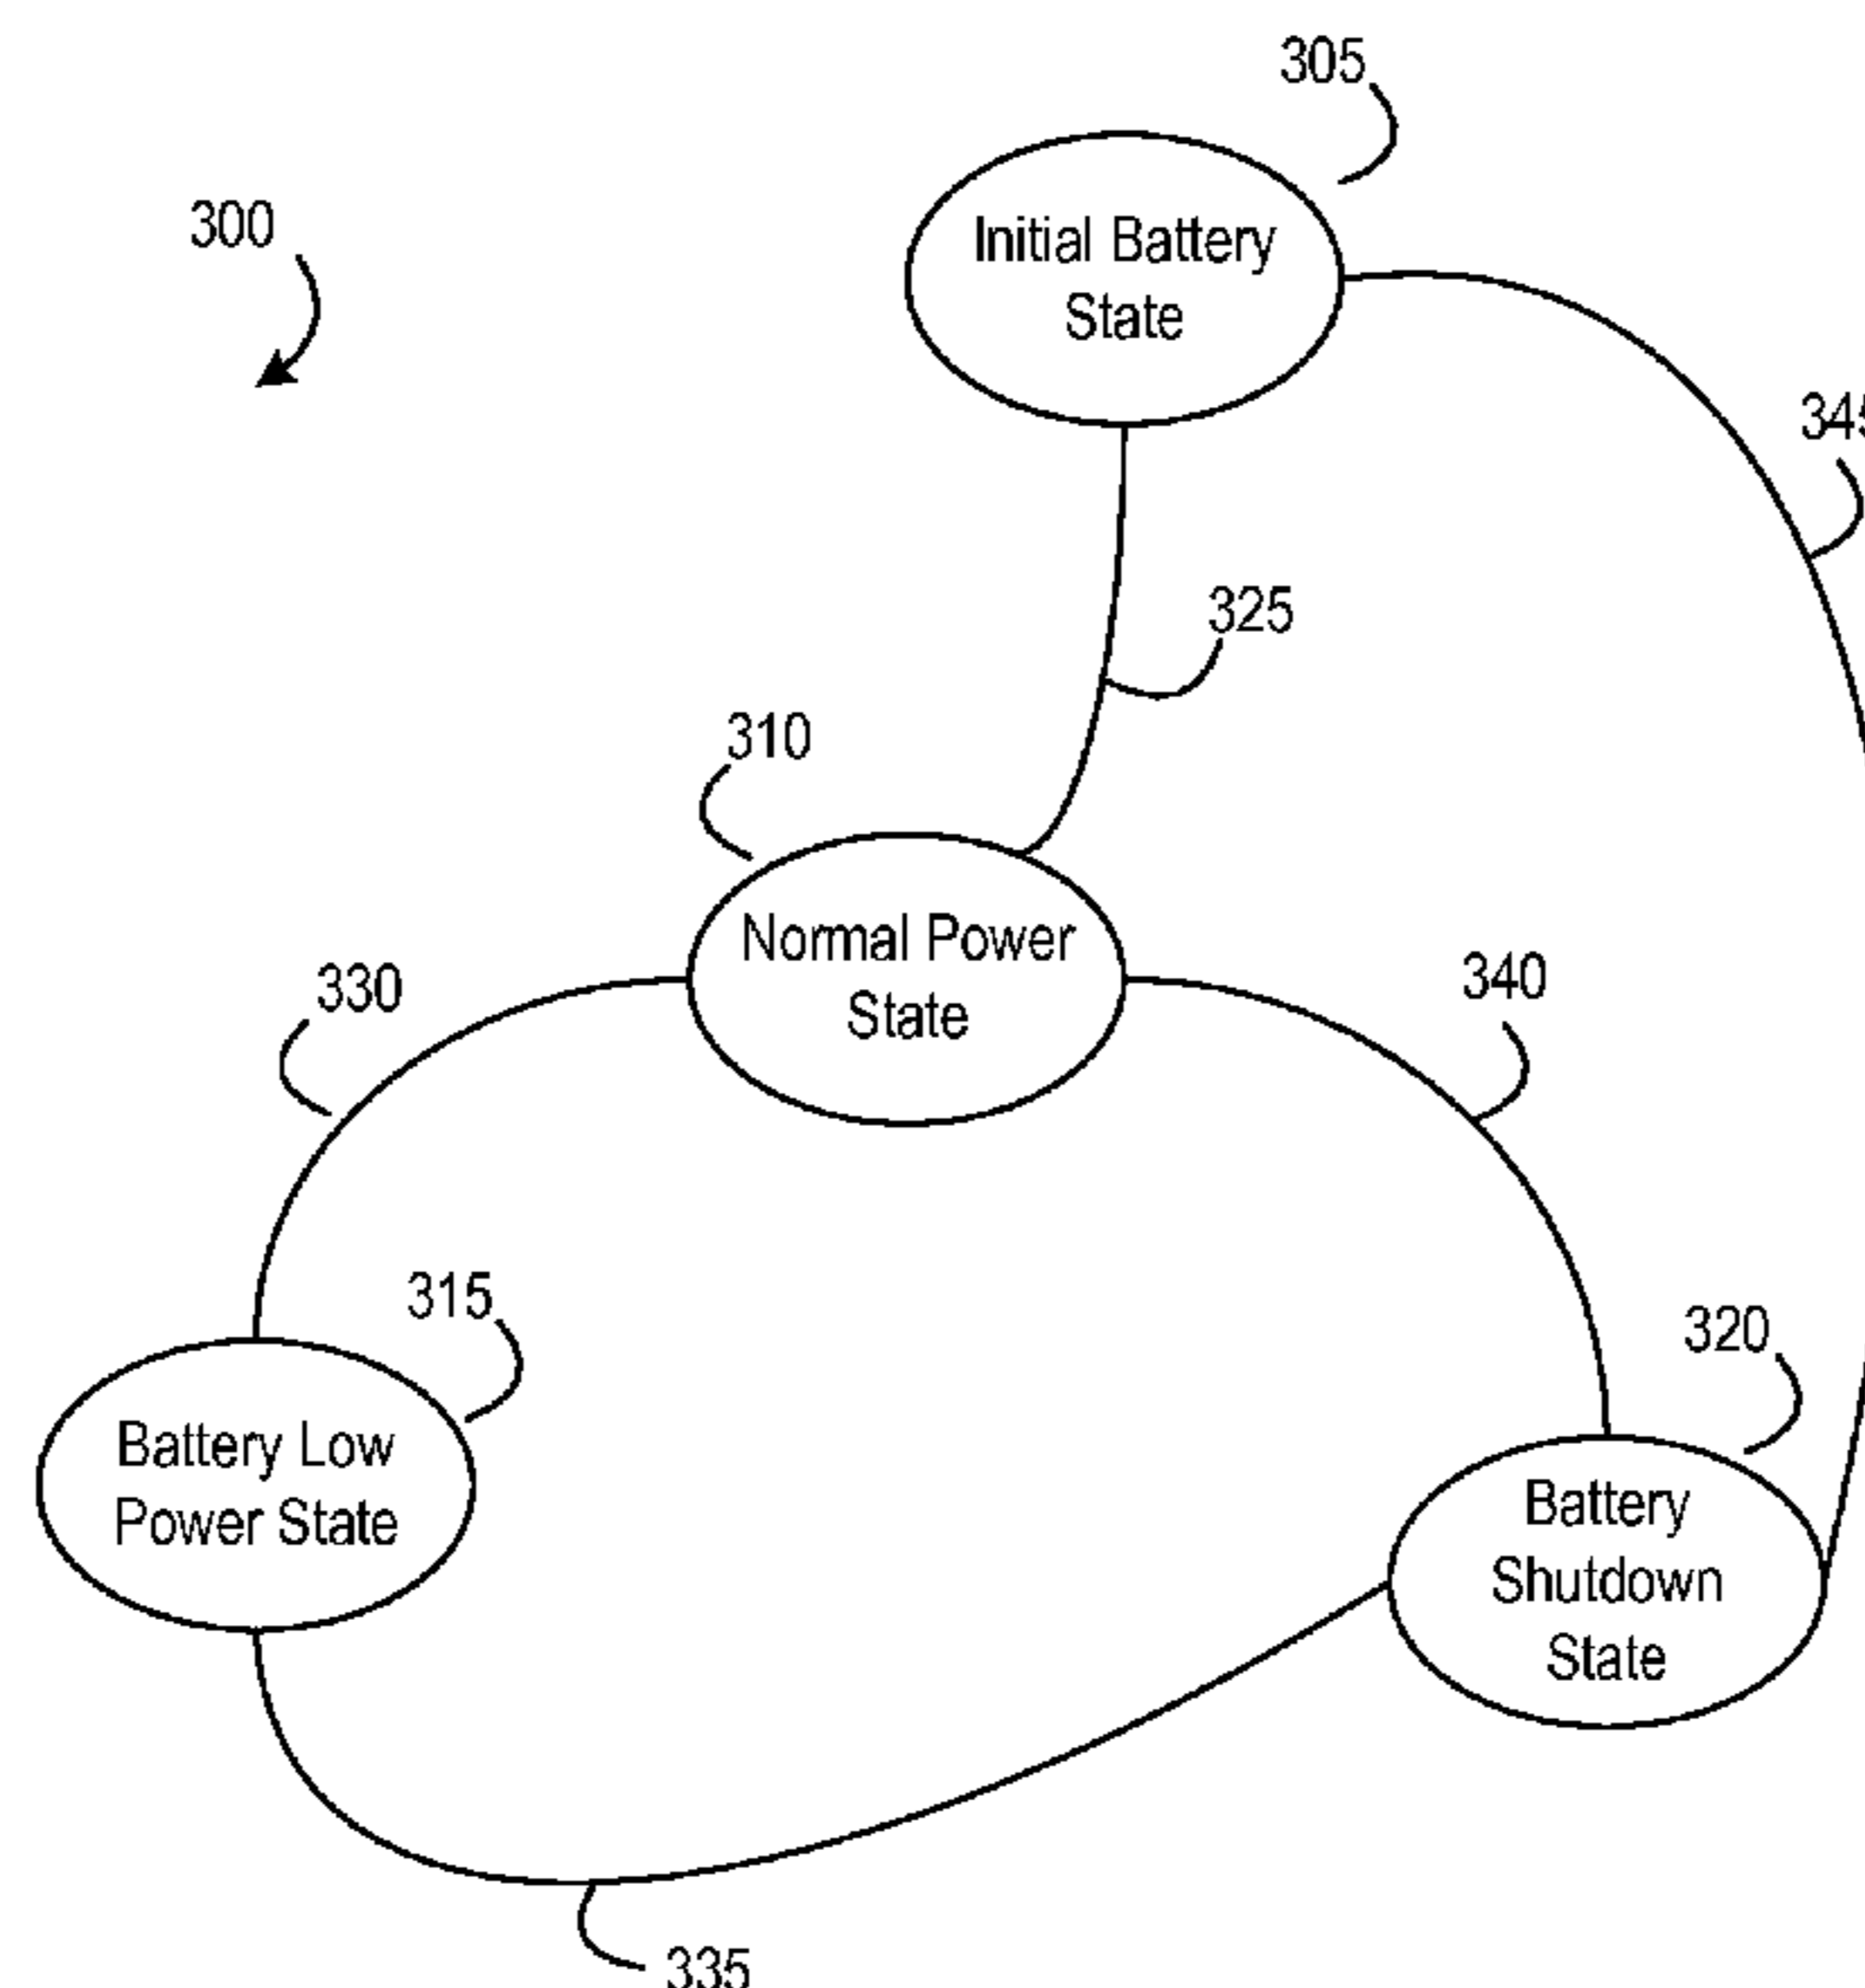 305
300
Initial Battery
State
345
325
310
Normal Power
State
330
340
315
320
Battery Low
Power State
Battery
Shutdown
State
335